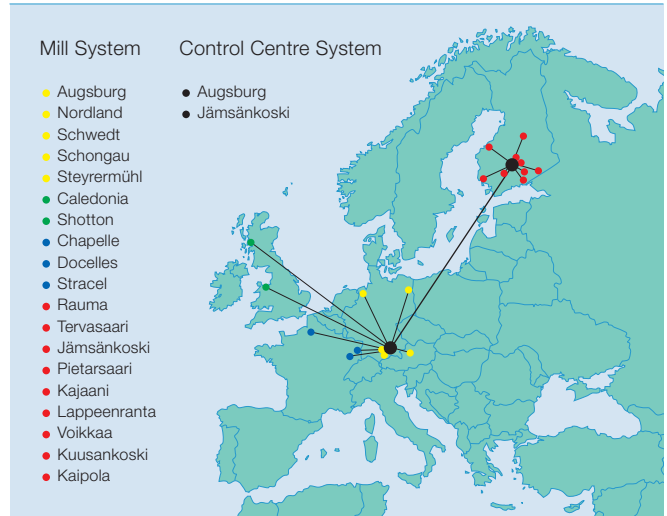 Mill System
Augsburg
Nordland
Schwedt
Schongau
Steyrermühl
Caledonia
Shotton
Chapelle
Docelles
Stracel
Rauma
Tervasaari
Jämsänkoski
Pietarsaari
Kajaani
Lappeenranta
Voikkaa
Kuusankoski
Kaipola
Control Centre System
Augsburg
Jämsänkoski